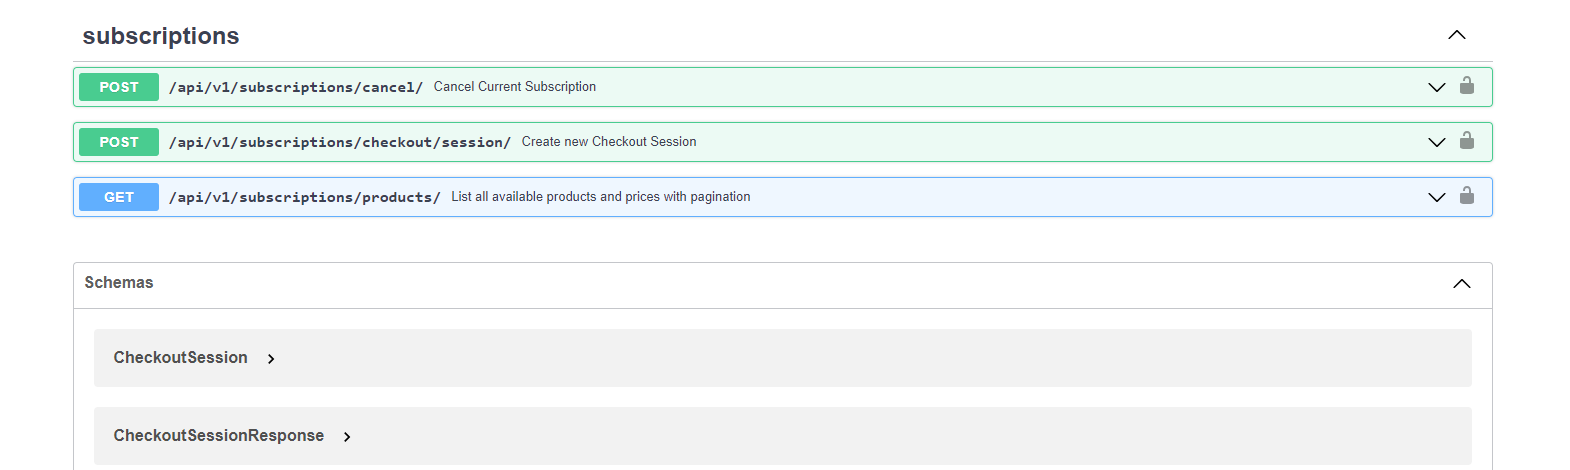 subscriptions
POST /api/v1/subscriptions/cancel/ Cancel Current Subscription
POST /api/v1/subscriptions/checkout/session/ Create new Checkout Session
GET /api/v1/subscriptions/products/ List all available products and prices with pagination
Schemas
CheckoutSession
CheckoutSessionResponse